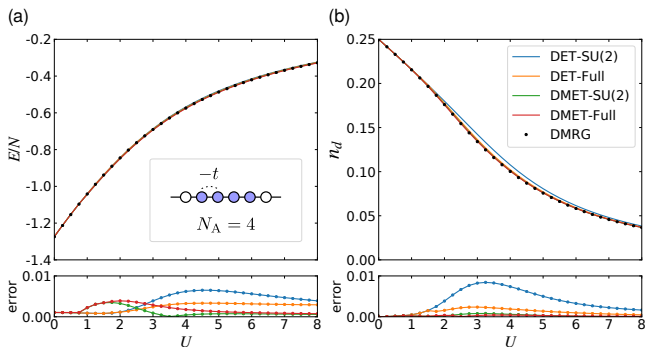 (a)
-0.2
-0.4
-0.6
-0.8
-1.0
-1.2
-1.4
E/N
−t
N_A = 4
0.01
0.00
error
0 1 2 3 4 5 6 7 8
U
(b)
0.25
0.20
0.15
0.10
0.05
0.00
n_d
DET-SU(2)
DET-Full
DMET-SU(2)
DMET-Full
DMRG
0.01
0.00
error
0 1 2 3 4 5 6 7 8
U